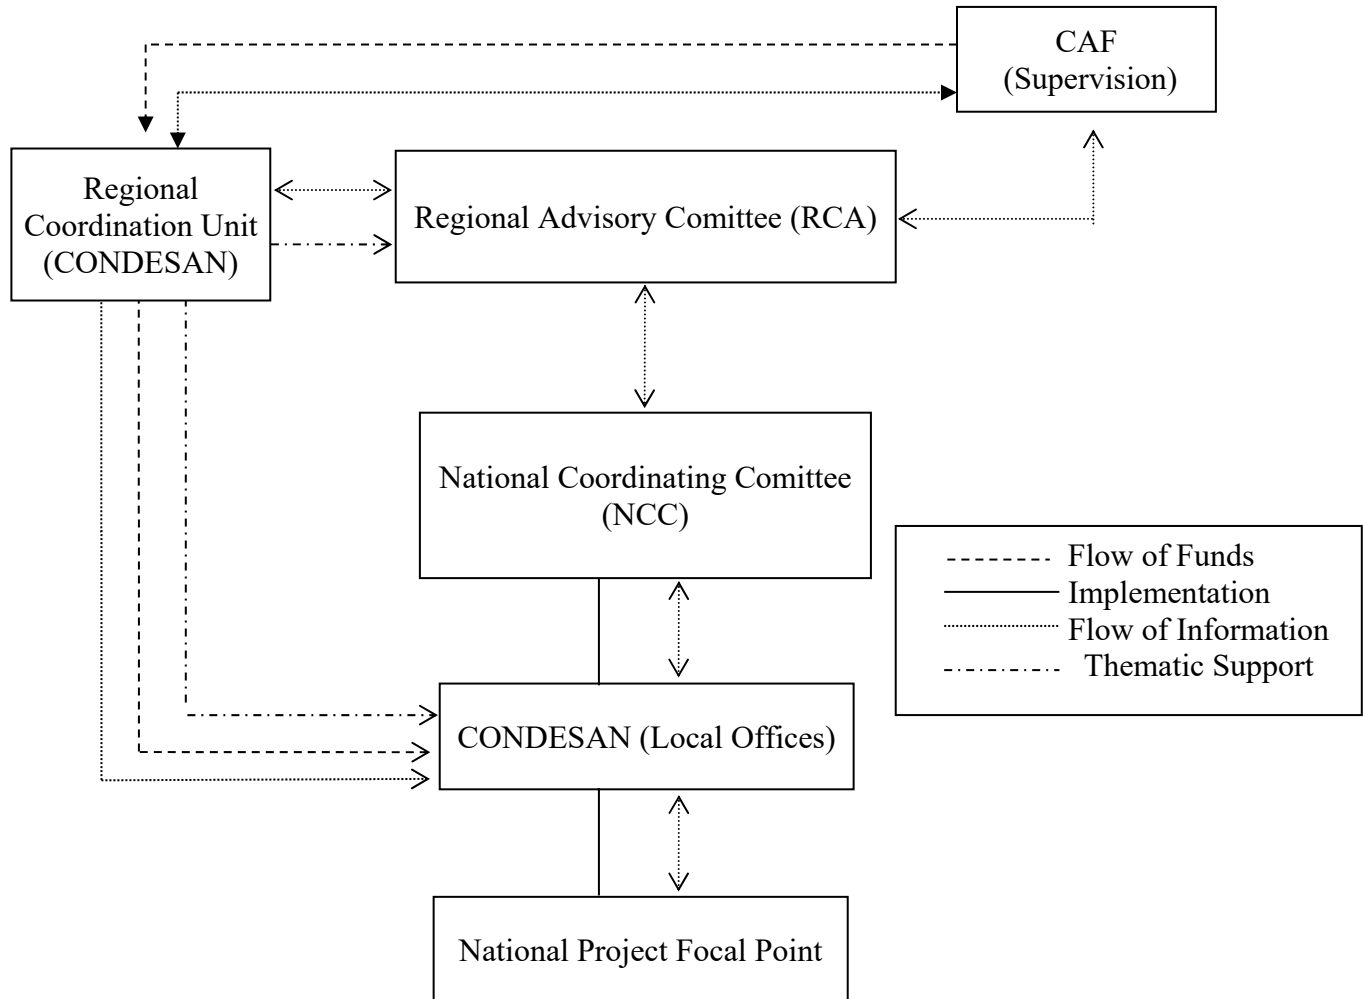 CAF
(Supervision)
Regional
Coordination Unit
(CONDESAN)
Regional Advisory Comittee (RCA)
National Coordinating Comittee
(NCC)
Flow of Funds
Implementation
Flow of Information
Thematic Support
CONDESAN (Local Offices)
National Project Focal Point